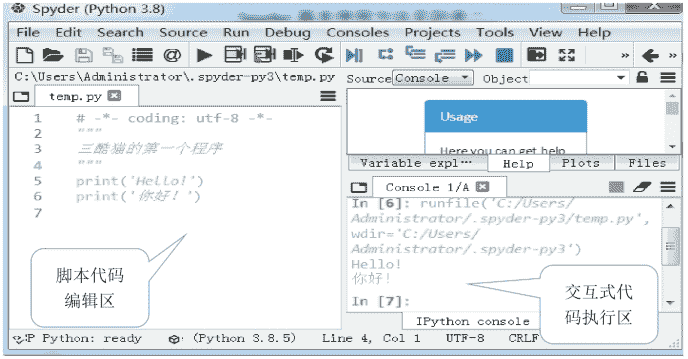 Spyder (Python 3.8)
File Edit Search Source Run Debug Consoles Projects Tools View Help
C:\Users\Administrator\.spyder-py3\temp.py
Source Console Object
temp.py
1 # -*- coding: utf-8 -*-
2 """
3 三酷猫的第一个程序
4 """
5 print('Hello!')
6 print('你好！')
7
脚本代码
编辑区
Usage
Here you can get help
Variable expl… Help Plots Files
Console 1/A
In [6]: runfile('C:/Users/
Administrator/.spyder-py3/temp.py',
wdir='C:/Users/
Administrator/.spyder-py3')
Hello!
你好！
In [7]:
交互式代
码执行区
IPython console
Python: ready (Python 3.8.5) Line 4, Col 1 UTF-8 CRLF